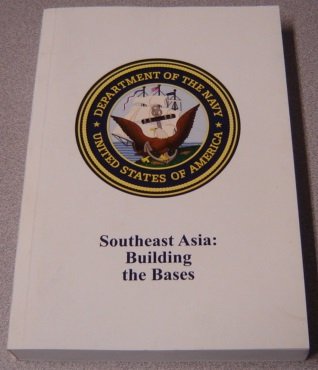 DEPARTMENT OF THE NAVY
UNITED STATES OF AMERICA
Southeast Asia:
Building
the Bases